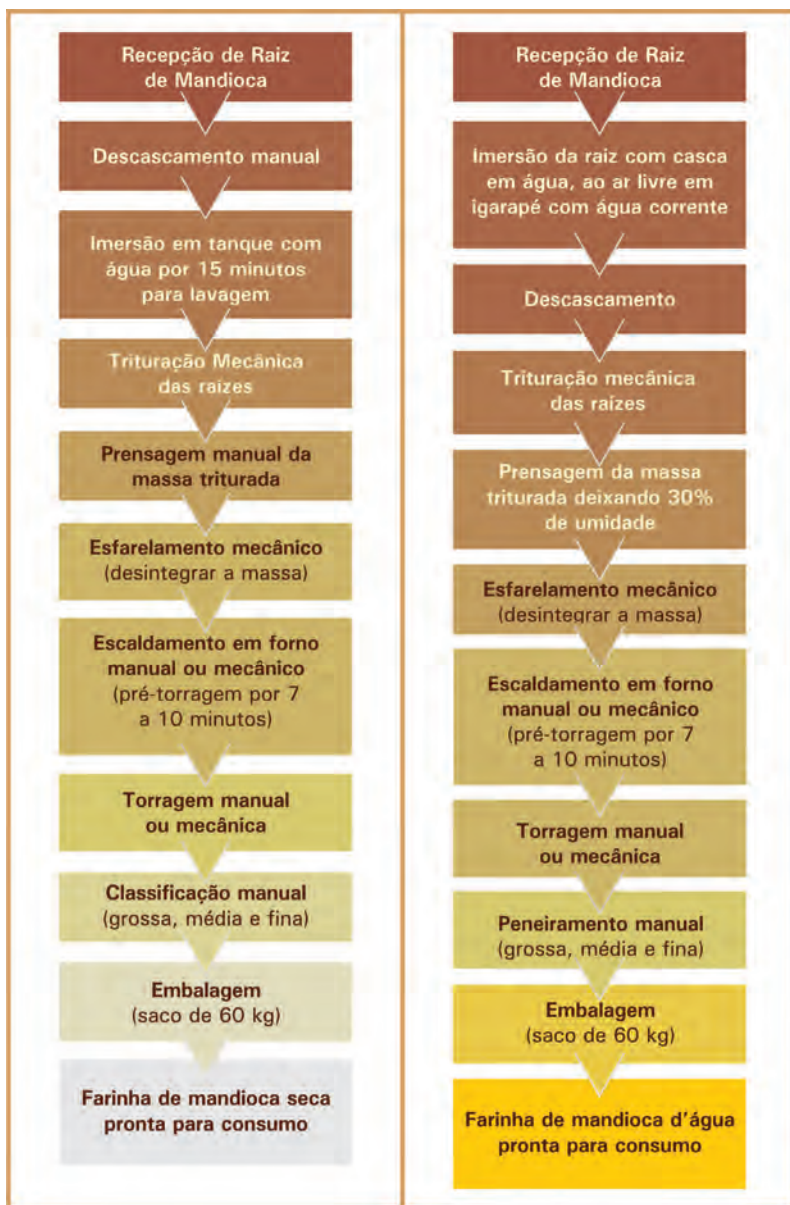 Recepção de Raiz
de Mandioca
Descascamento manual
Imersão em tanque com
água por 15 minutos
para lavagem
Trituração Mecânica
das raízes
Prensagem manual da
massa triturada
Esfarelamento mecânico
(desintegrar a massa)
Escaldamento em forno
manual ou mecânico
(pré-torragem por 7
a 10 minutos)
Torragem manual
ou mecânica
Classificação manual
(grossa, média e fina)
Embalagem
(saco de 60 kg)
Farinha de mandioca seca
pronta para consumo
Recepção de Raiz
de Mandioca
Imersão da raiz com casca
em água, ao ar livre em
igarapé com água corrente
Descascamento
Trituração mecânica
das raízes
Prensagem da massa
triturada deixando 30%
de umidade
Esfarelamento mecânico
(desintegrar a massa)
Escaldamento em forno
manual ou mecânico
(pré-torragem por 7
a 10 minutos)
Torragem manual
ou mecânica
Peneiramento manual
(grossa, média e fina)
Embalagem
(saco de 60 kg)
Farinha de mandioca d'água
pronta para consumo